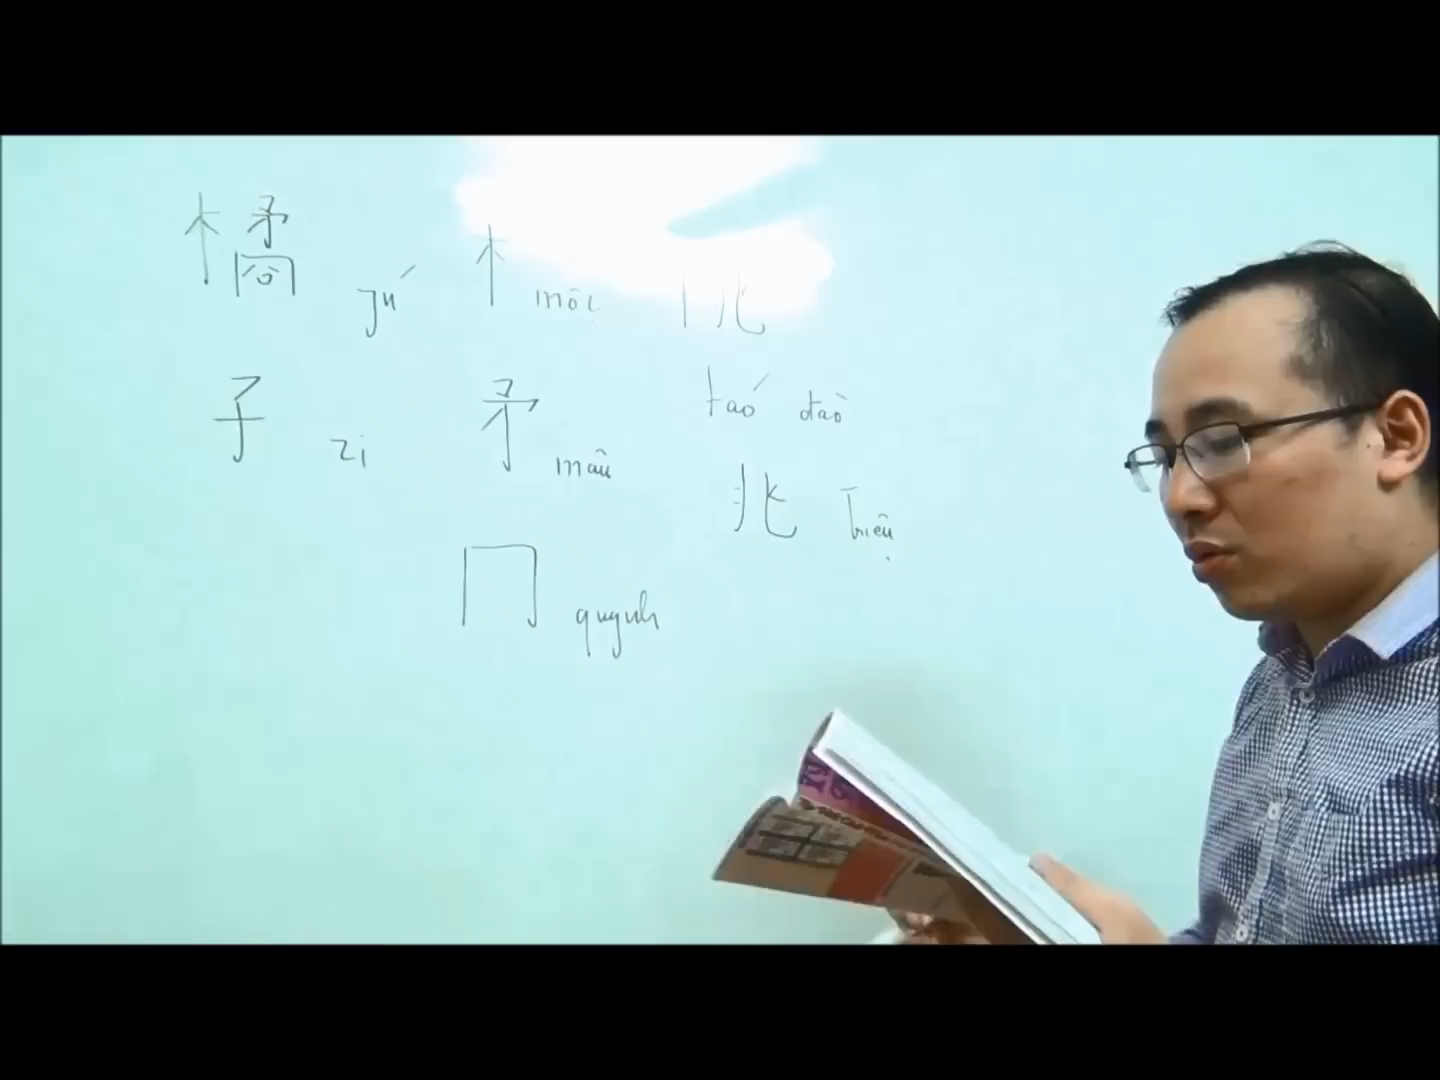 橘 jú 木 mộc 桃
子 zi 矛 mâu táo đào
兆 Triệu
冂 quynh